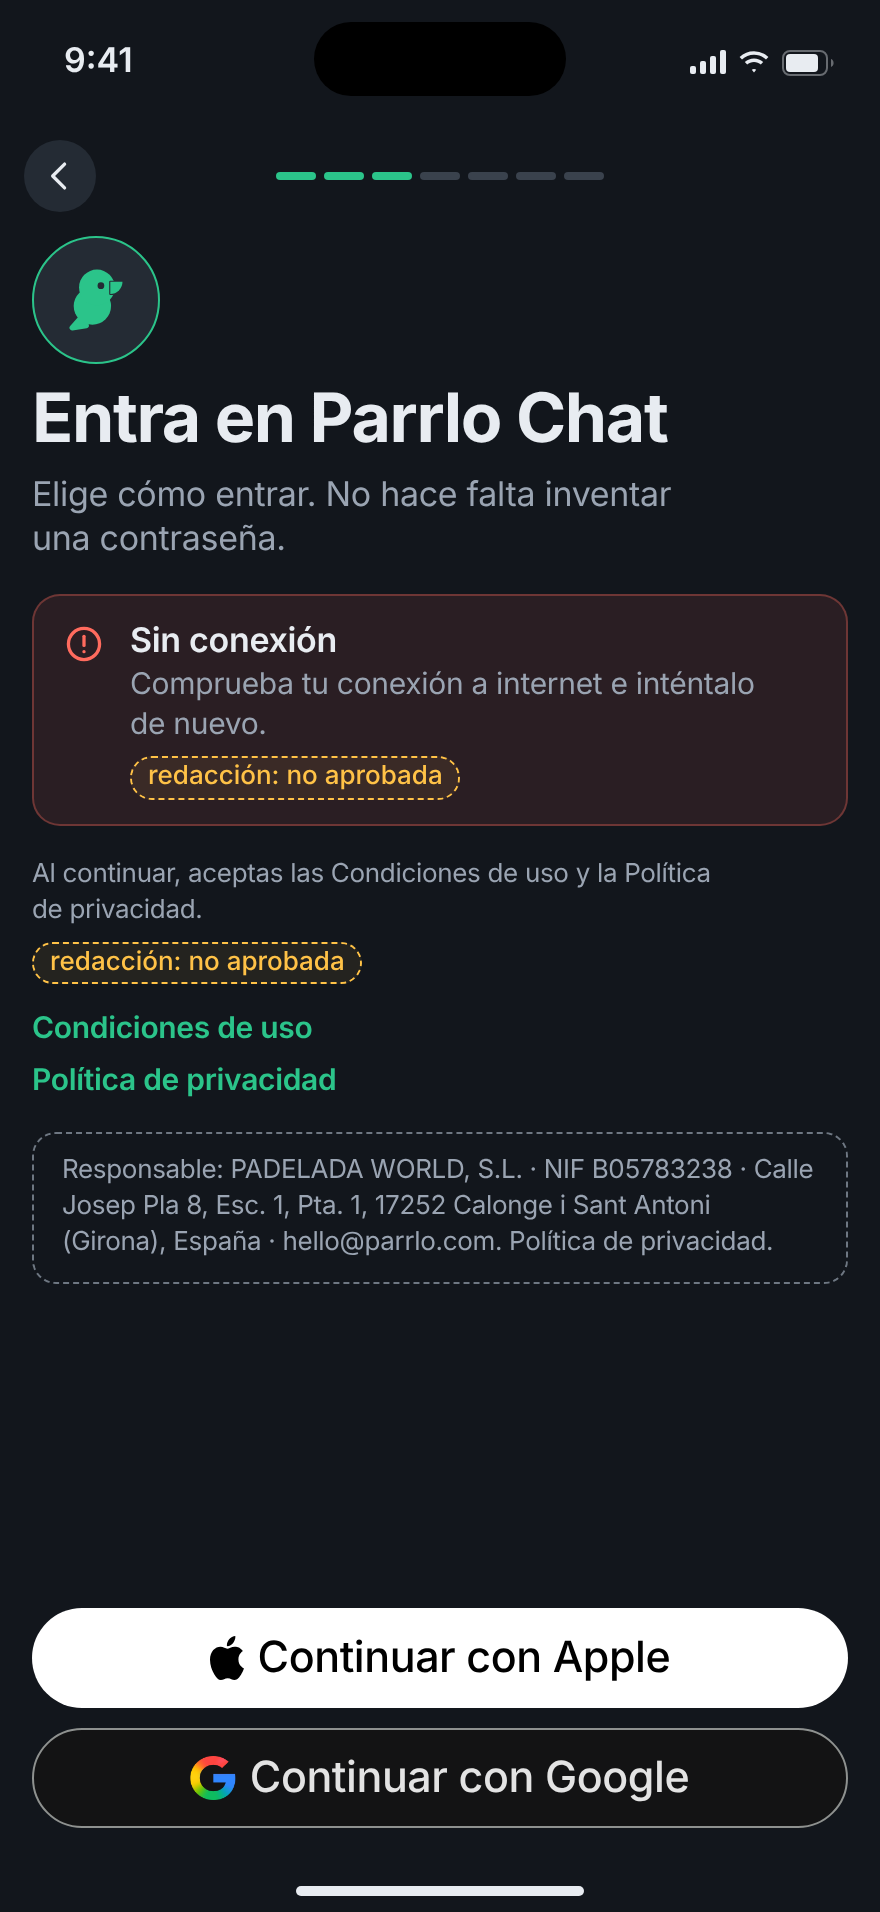 9:41
Entra en Parrlo Chat
Elige cómo entrar. No hace falta inventar
una contraseña.
Sin conexión
Comprueba tu conexión a internet e inténtalo
de nuevo.
redacción: no aprobada
Al continuar, aceptas las Condiciones de uso y la Política
de privacidad.
redacción: no aprobada
Condiciones de uso
Política de privacidad
Responsable: PADELADA WORLD, S.L. · NIF B05783238 · Calle
Josep Pla 8, Esc. 1, Pta. 1, 17252 Calonge i Sant Antoni
(Girona), España · hello@parrlo.com. Política de privacidad.
Continuar con Apple
Continuar con Google